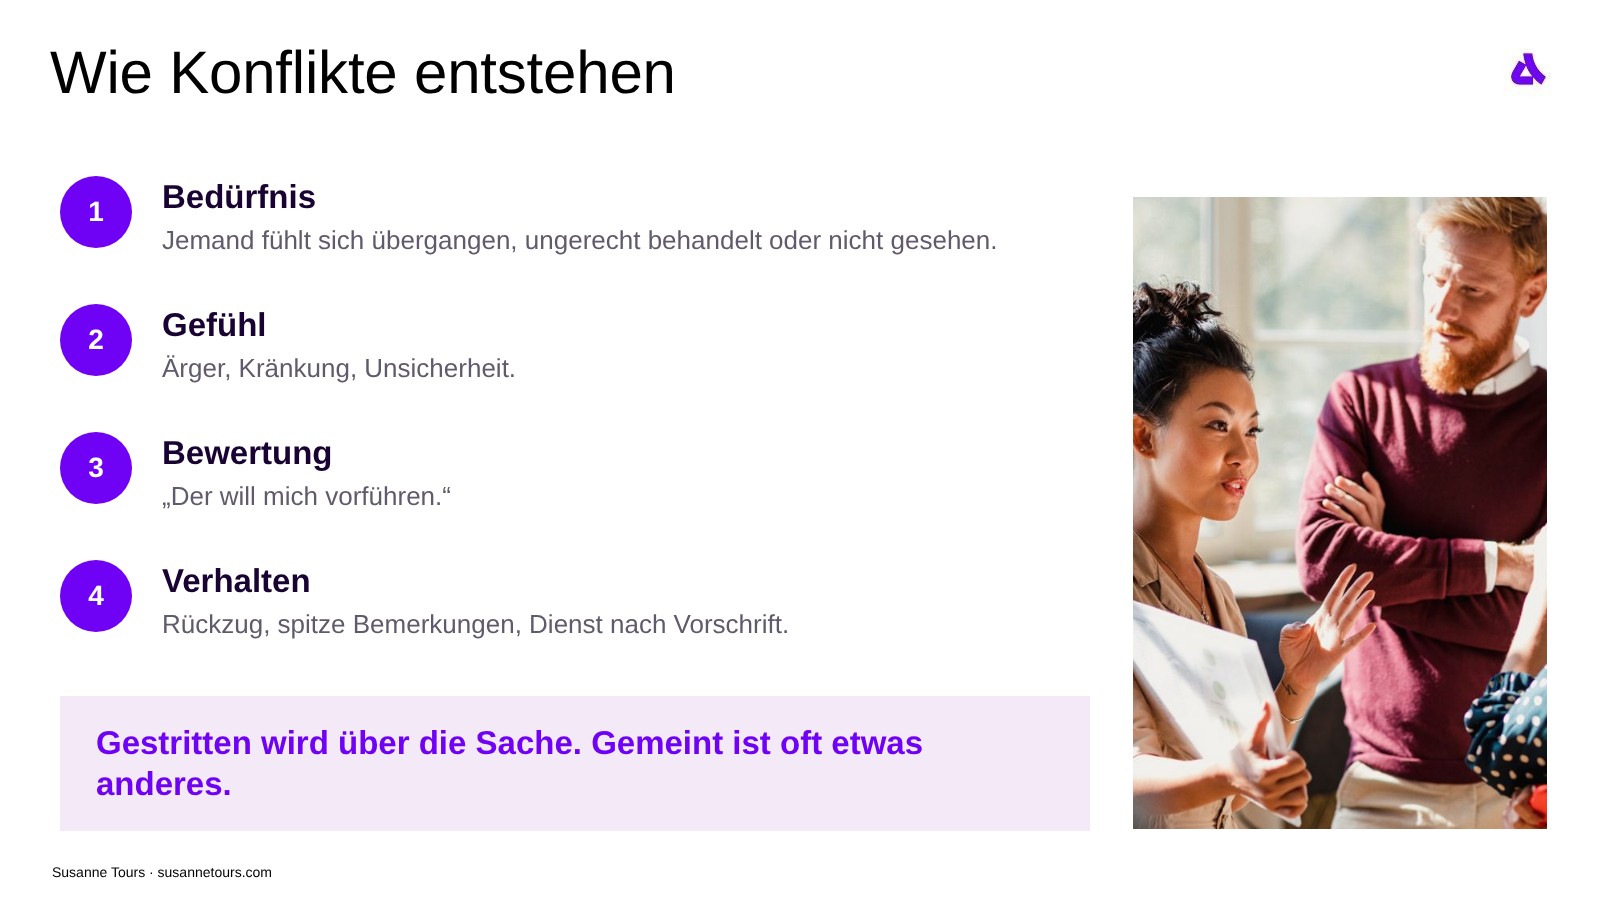 Wie Konflikte entstehen
1
Bedürfnis
Jemand fühlt sich übergangen, ungerecht behandelt oder nicht gesehen.
2
Gefühl
Ärger, Kränkung, Unsicherheit.
3
Bewertung
„Der will mich vorführen.“
4
Verhalten
Rückzug, spitze Bemerkungen, Dienst nach Vorschrift.
Gestritten wird über die Sache. Gemeint ist oft etwas
anderes.
Susanne Tours · susannetours.com